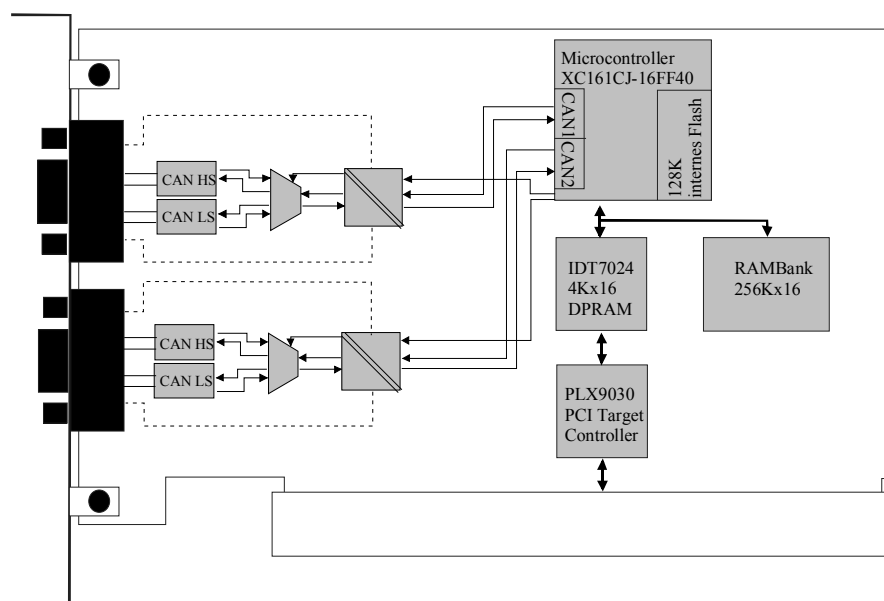 Microcontroller
XC161CJ-16FF40
CAN1
CAN2
128K
internes Flash
CAN HS
CAN LS
IDT7024
4Kx16
DPRAM
RAMBank
256Kx16
CAN HS
CAN LS
PLX9030
PCI Target
Controller